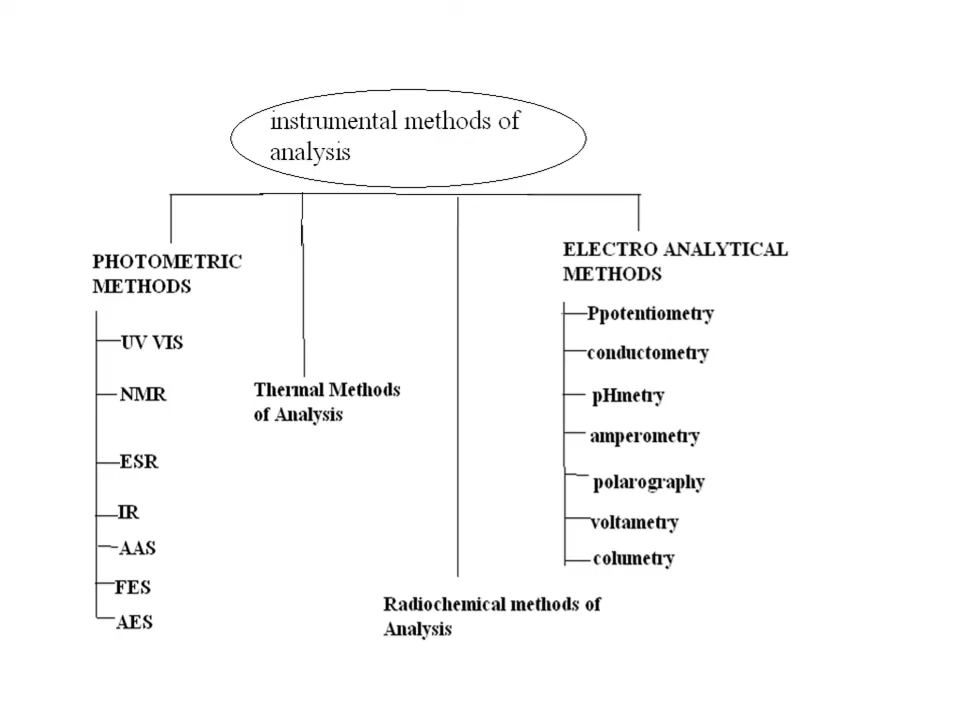 instrumental methods of
analysis
PHOTOMETRIC
METHODS
UV VIS
NMR
ESR
IR
AAS
FES
AES
Thermal Methods
of Analysis
Radiochemical methods of
Analysis
ELECTRO ANALYTICAL
METHODS
Ppotentiometry
conductometry
pHmetry
amperometry
polarography
voltametry
columetry